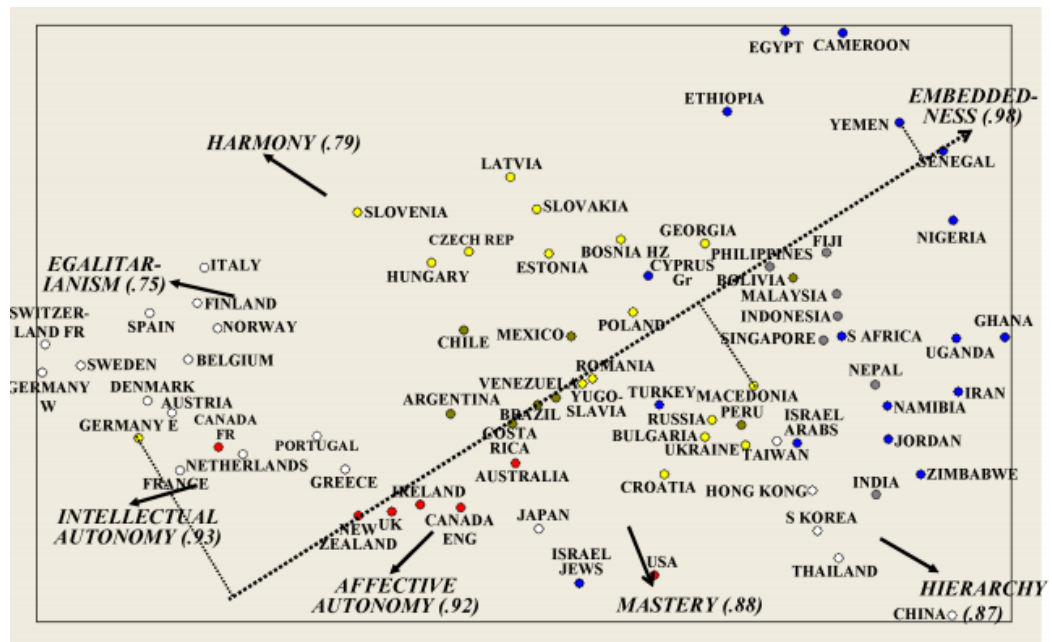 EGYPT
CAMEROON
ETHIOPIA
EMBEDDED-
NESS (.98)
YEMEN
SENEGAL
HARMONY (.79)
LATVIA
SLOVENIA
SLOVAKIA
NIGERIA
CZECH REP
GEORGIA
BOSNIA HZ
FIJI
PHILIPPINES
HUNGARY
ESTONIA
CYPRUS
Gr
BOLIVIA
EGALITAR-
IANISM (.75)
ITALY
MALAYSIA
FINLAND
INDONESIA
SWITZER-
LAND FR
SPAIN
NORWAY
POLAND
CHILE
MEXICO
SINGAPORE
S AFRICA
GHANA
UGANDA
SWEDEN
BELGIUM
ROMANIA
GERMANY
W
DENMARK
VENEZUELA
YUGO-
SLAVIA
TURKEY
MACEDONIA
NEPAL
IRAN
AUSTRIA
ARGENTINA
BRAZIL
RUSSIA
PERU
ISRAEL
ARABS
NAMIBIA
GERMANY E
CANADA
FR
PORTUGAL
COSTA
RICA
BULGARIA
UKRAINE
TAIWAN
JORDAN
NETHERLANDS
FRANCE
GREECE
AUSTRALIA
CROATIA
HONG KONG
INDIA
ZIMBABWE
INTELLECTUAL
AUTONOMY (.93)
IRELAND
NEW
ZEALAND
UK
CANADA
ENG
JAPAN
S KOREA
ISRAEL
JEWS
USA
THAILAND
AFFECTIVE
AUTONOMY (.92)
MASTERY (.88)
HIERARCHY
(.87)
CHINA